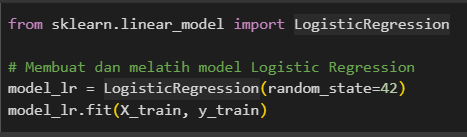 from sklearn.linear_model import LogisticRegression
# Membuat dan melatih model Logistic Regression
model_lr = LogisticRegression(random_state=42)
model_lr.fit(X_train, y_train)